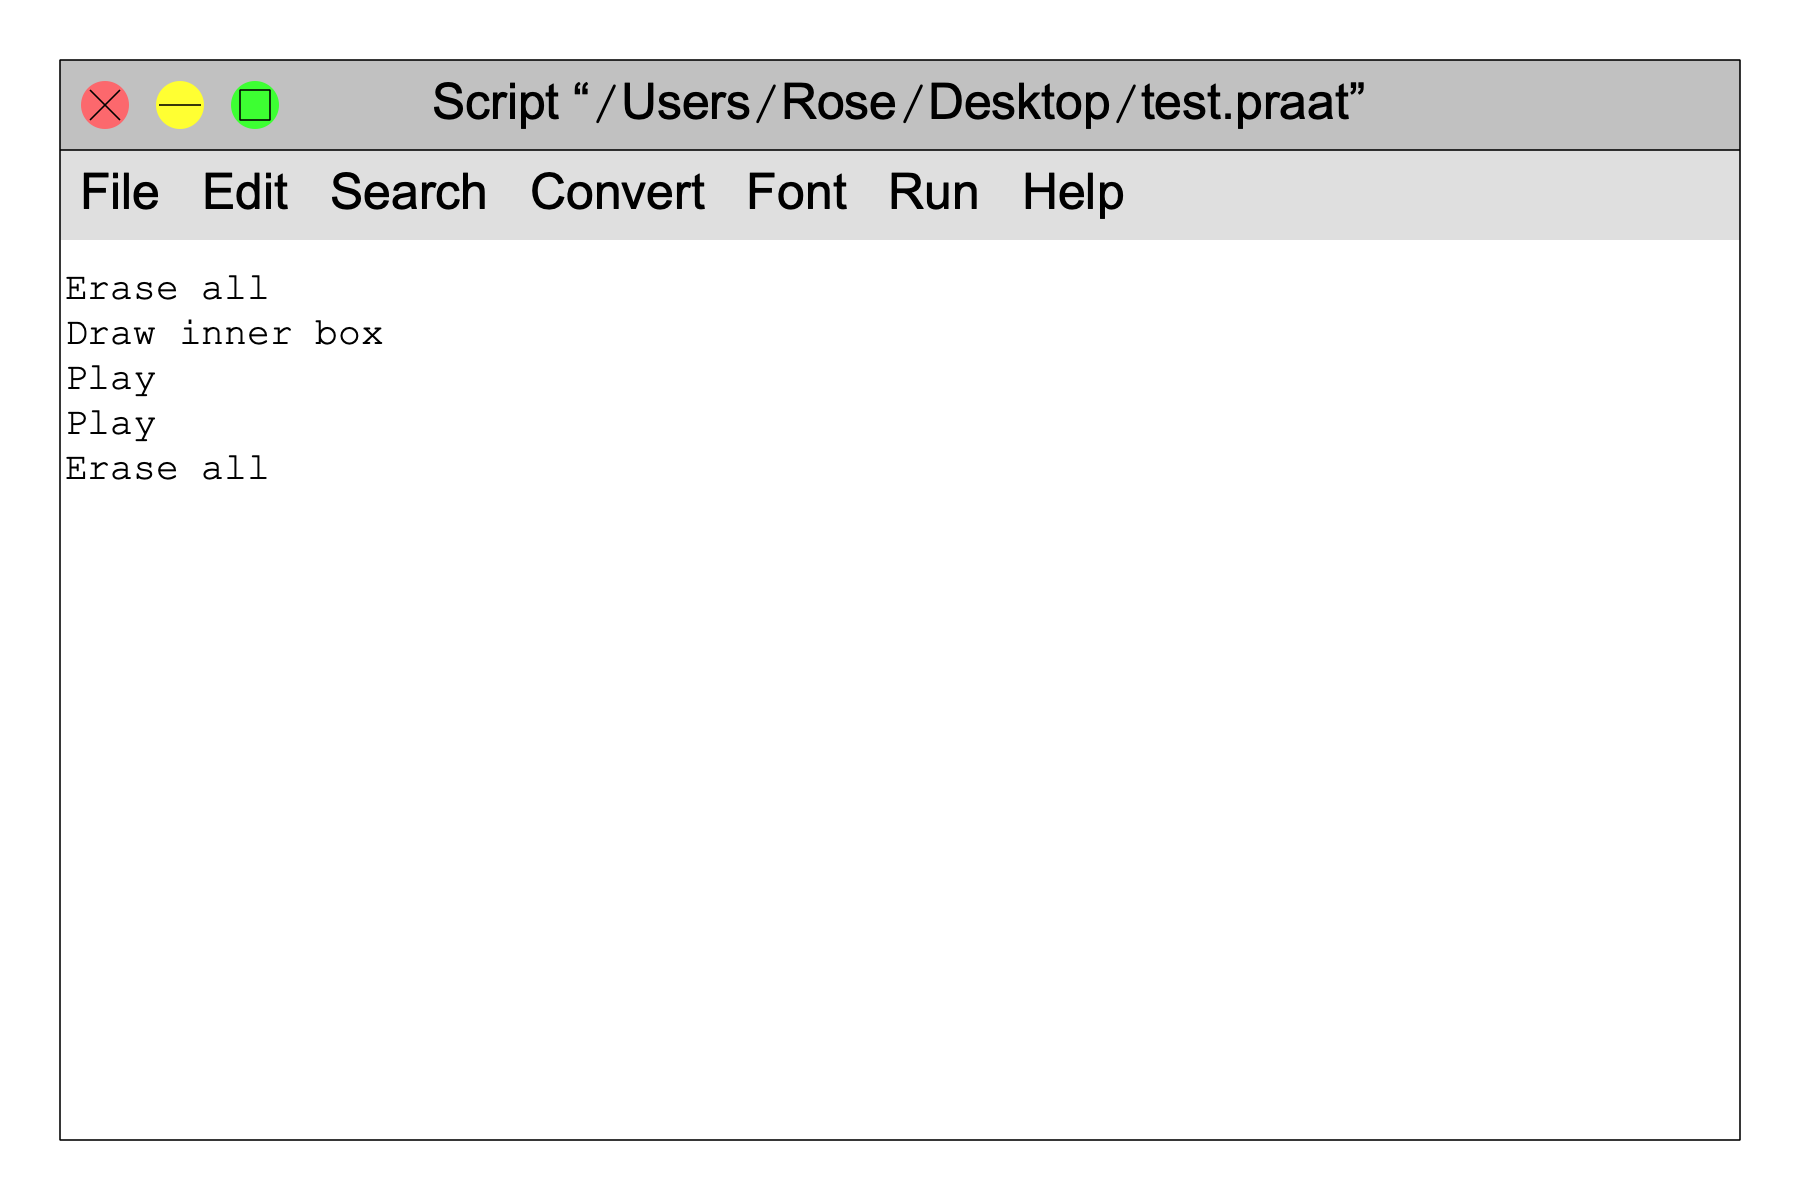 Script “/Users/Rose/Desktop/test.praat”
File Edit Search Convert Font Run Help
Erase all
Draw inner box
Play
Play
Erase all